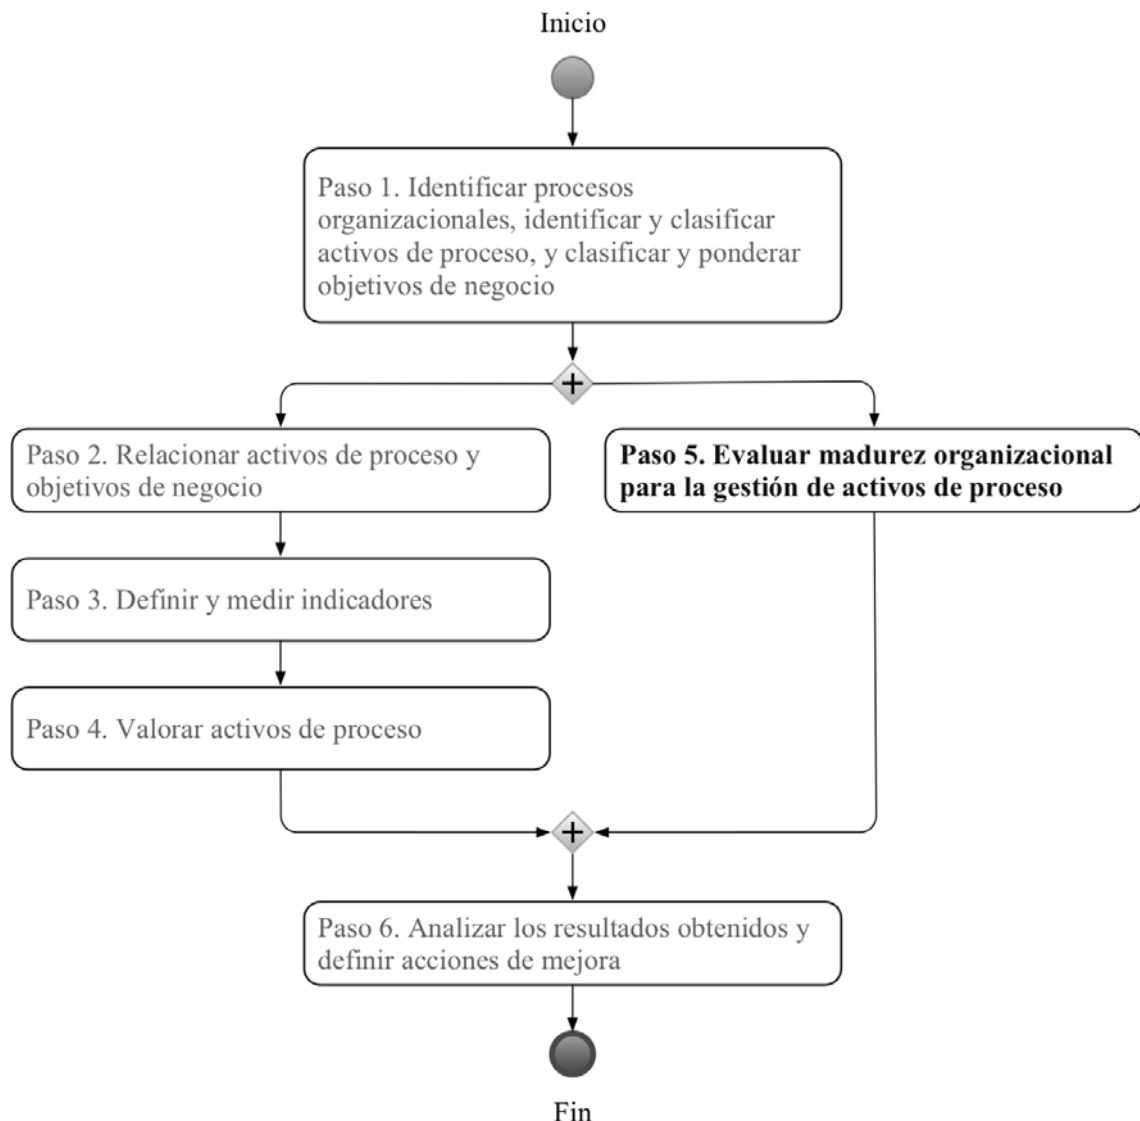 Inicio
Paso 1. Identificar procesos
organizacionales, identificar y clasificar
activos de proceso, y clasificar y ponderar
objetivos de negocio
Paso 2. Relacionar activos de proceso y
objetivos de negocio
Paso 5. Evaluar madurez organizacional
para la gestión de activos de proceso
Paso 3. Definir y medir indicadores
Paso 4. Valorar activos de proceso
Paso 6. Analizar los resultados obtenidos y
definir acciones de mejora
Fin